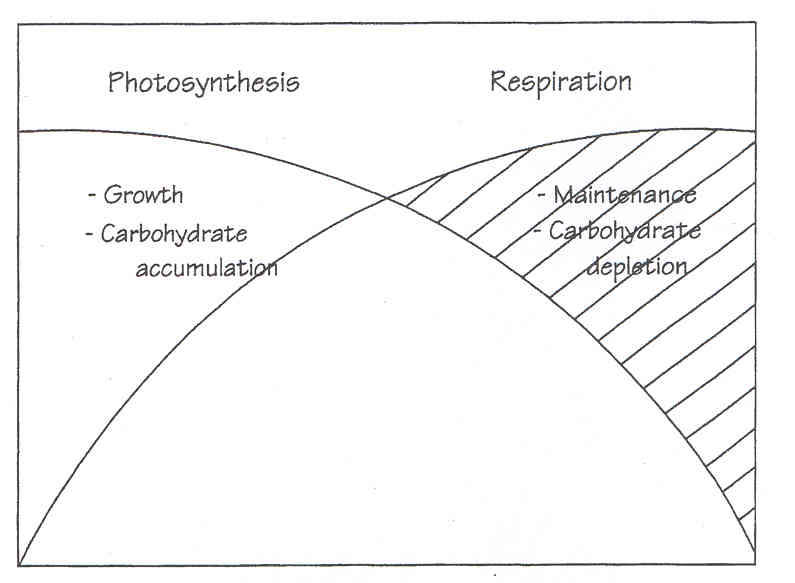 Photosynthesis
Respiration
- Growth
- Carbohydrate
accumulation
- Maintenance
- Carbohydrate
depletion